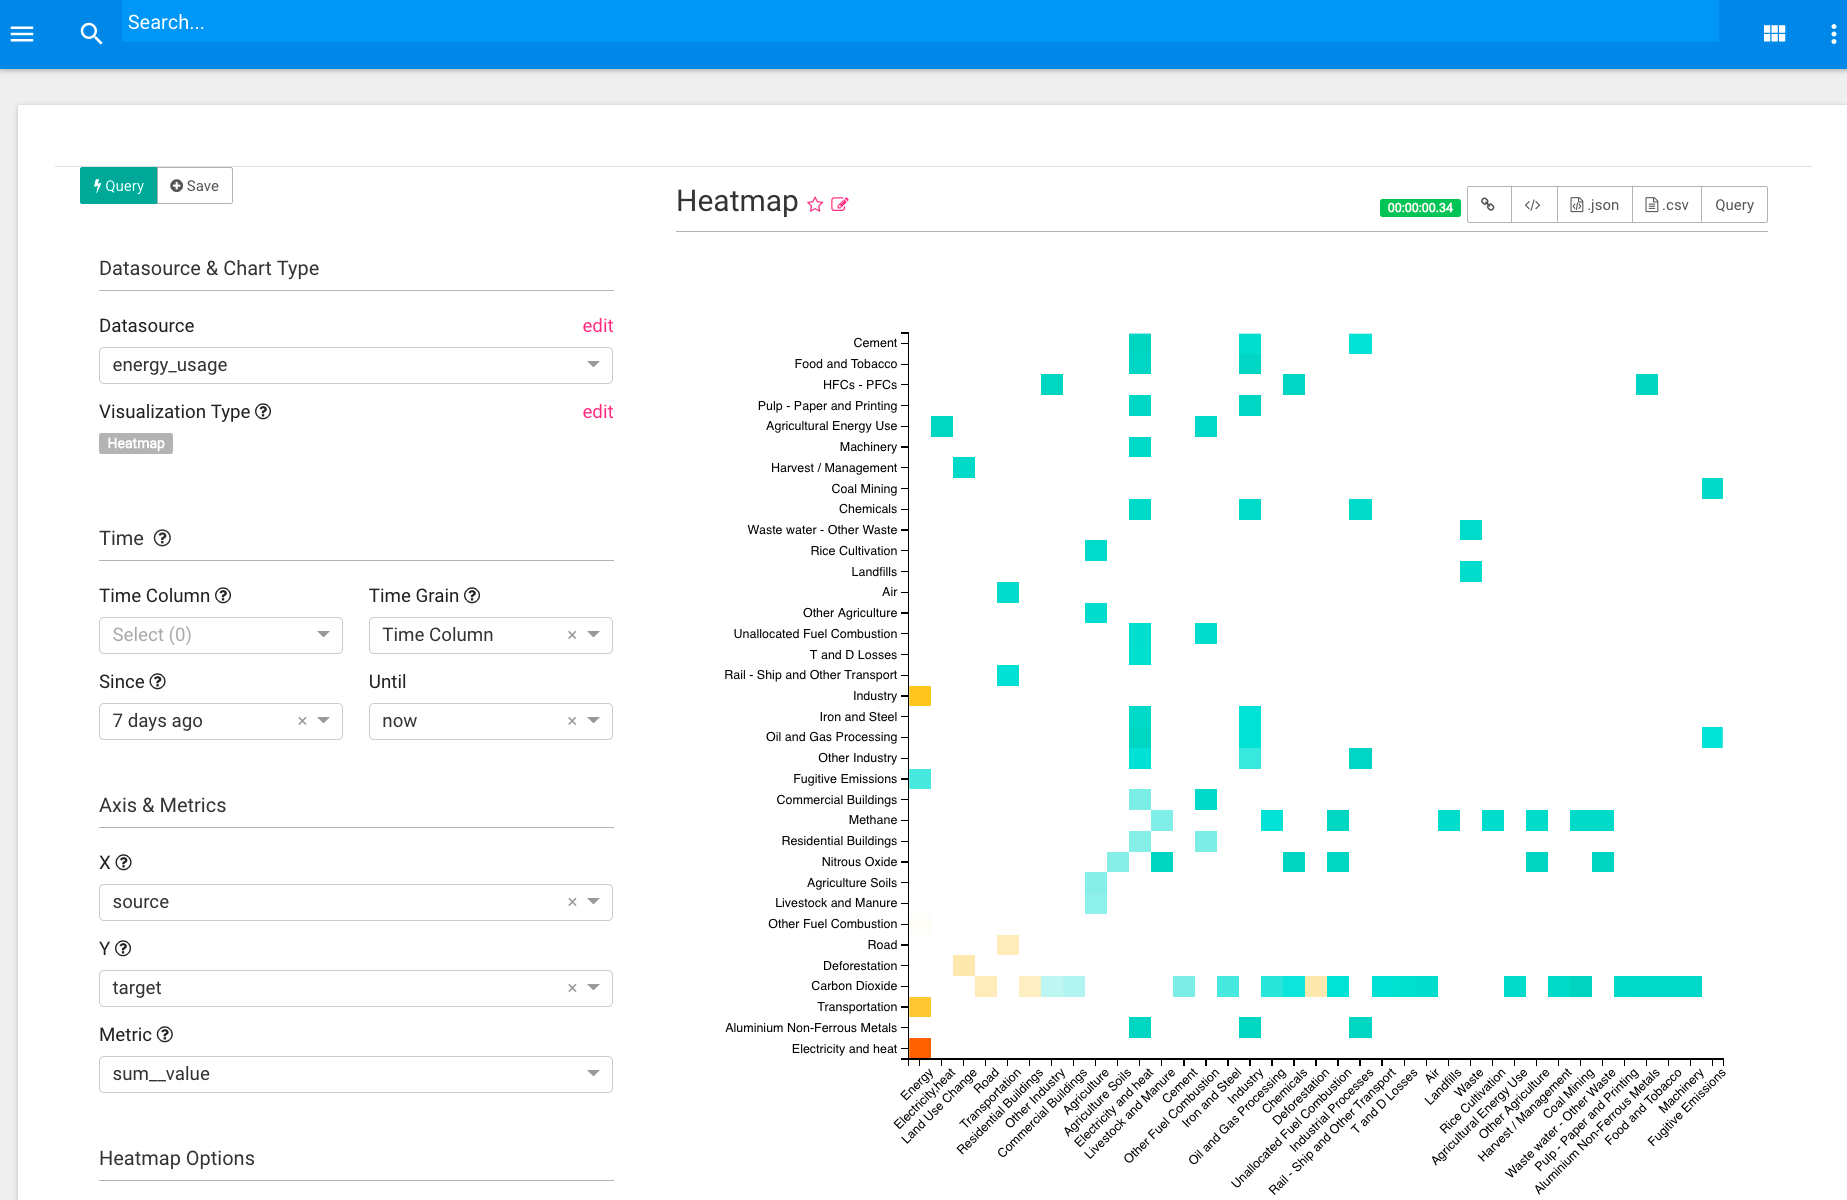 Search...
Query
Save
Heatmap
00:00:00.34
</>
.json
.csv
Query
Datasource & Chart Type
Datasource
edit
energy_usage
Visualization Type
edit
Heatmap
Time
Time Column
Time Grain
Select (0)
Time Column
×
Since
Until
7 days ago
×
now
×
Axis & Metrics
X
source
×
Y
target
×
Metric
sum__value
Heatmap Options
Cement
Food and Tobacco
HFCs - PFCs
Pulp - Paper and Printing
Agricultural Energy Use
Machinery
Harvest / Management
Coal Mining
Chemicals
Waste water - Other Waste
Rice Cultivation
Landfills
Air
Other Agriculture
Unallocated Fuel Combustion
T and D Losses
Rail - Ship and Other Transport
Industry
Iron and Steel
Oil and Gas Processing
Other Industry
Fugitive Emissions
Commercial Buildings
Methane
Residential Buildings
Nitrous Oxide
Agriculture Soils
Livestock and Manure
Other Fuel Combustion
Road
Deforestation
Carbon Dioxide
Transportation
Aluminium Non-Ferrous Metals
Electricity and heat
Energy
Electricity,heat
Land Use Change
Road
Transportation
Residential Buildings
Other Industry
Commercial Buildings
Agriculture
Agriculture Soils
Electricity and heat
Livestock and Manure
Cement
Other Fuel Combustion
Iron and Steel
Industry
Oil and Gas Processing
Chemicals
Deforestation
Unallocated Fuel Combustion
Industrial Processes
Rail - Ship and Other Transport
T and D Losses
Air
Landfills
Waste
Rice Cultivation
Agricultural Energy Use
Other Agriculture
Harvest / Management
Coal Mining
Waste water - Other Waste
Pulp - Paper and Printing
Aluminium Non-Ferrous Metals
Food and Tobacco
Machinery
Fugitive Emissions